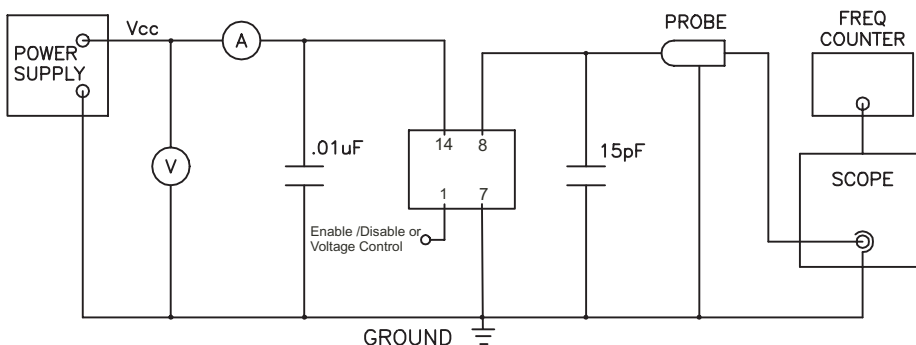 POWER
SUPPLY
Vcc
A
V
.01uF
14 8
1 7
Enable /Disable or
Voltage Control
15pF
PROBE
FREQ
COUNTER
SCOPE
GROUND